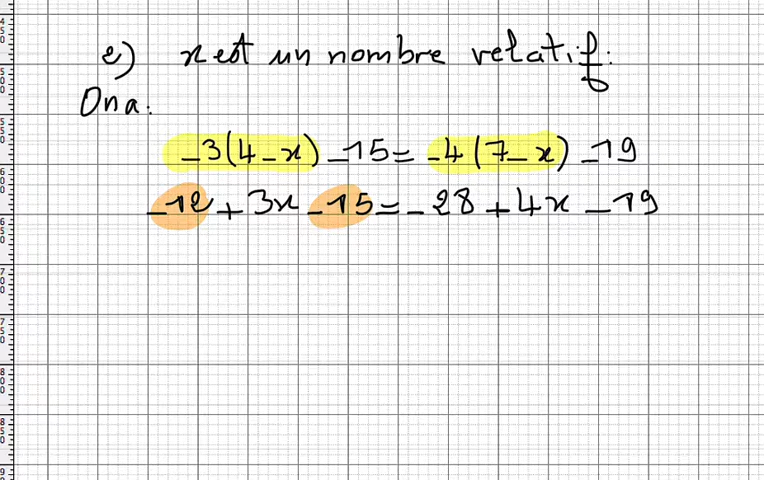 e) x est un nombre relatif:
On a:
-3(4-x)-15=-4(7-x)-19
-12+3x-15=-28+4x-19